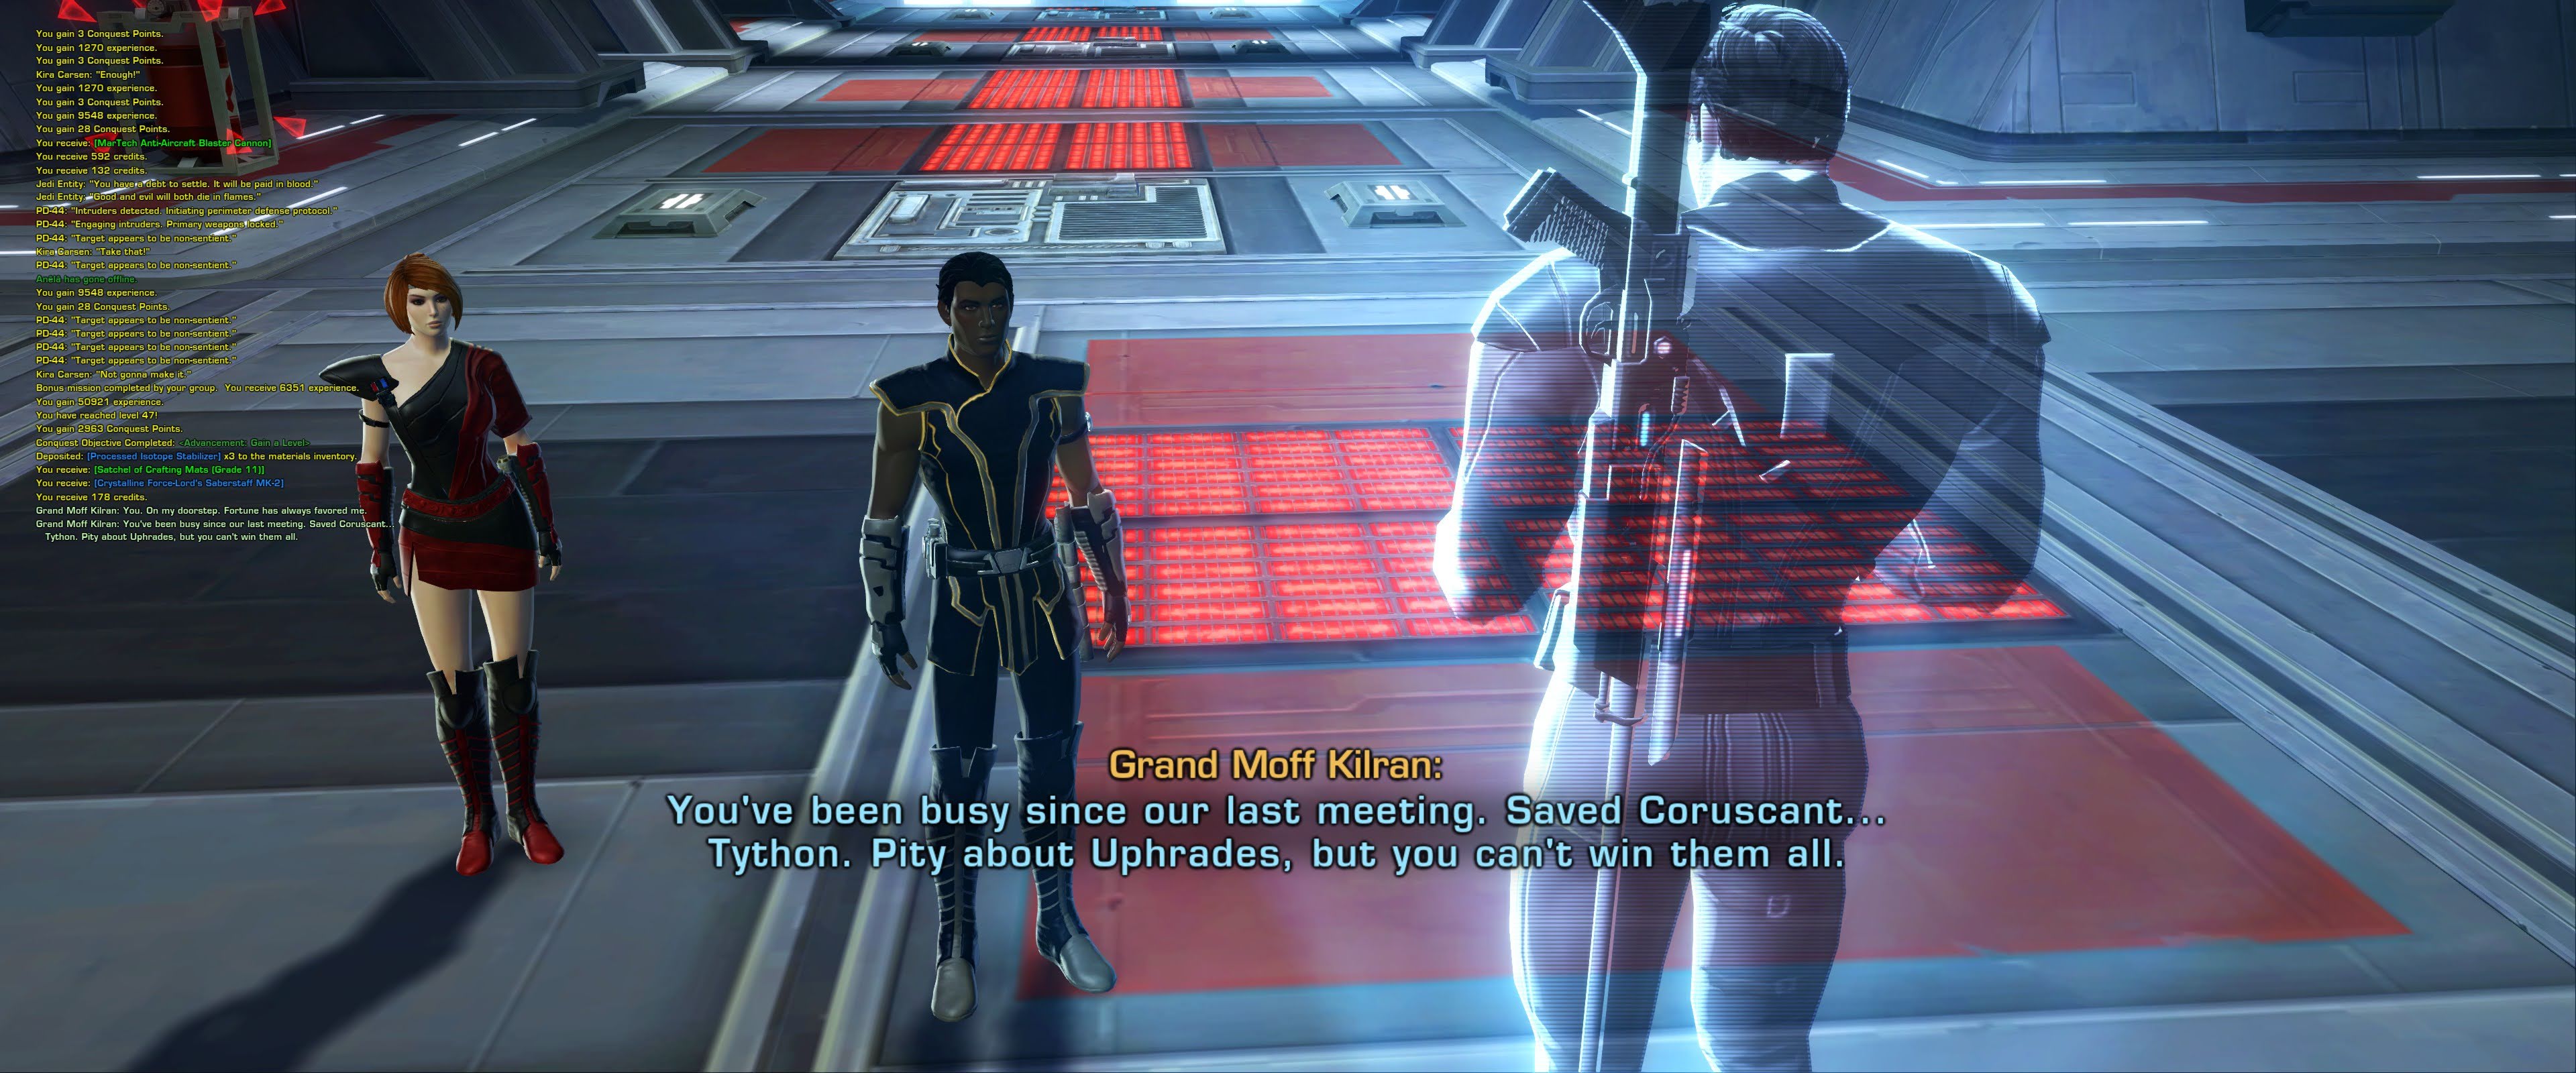 You gain 3 Conquest Points.
You gain 1270 experience.
You gain 3 Conquest Points.
Kira Carsen: "Enough!"
You gain 1270 experience.
You gain 3 Conquest Points.
You gain 9548 experience.
You gain 28 Conquest Points.
You receive: [MarTech Anti-Aircraft Blaster Cannon]
You receive 592 credits.
You receive 132 credits.
Jedi Entity: "You have a debt to settle. It will be paid in blood."
Jedi Entity: "Good and evil will both die in flames."
PD-44: "Intruders detected. Initiating perimeter defense protocol."
PD-44: "Engaging intruders. Primary weapons locked."
PD-44: "Target appears to be non-sentient."
Kira Carsen: "Take that!"
PD-44: "Target appears to be non-sentient."
has gone offline.
You gain 9548 experience.
You gain 28 Conquest Points.
PD-44: "Target appears to be non-sentient."
PD-44: "Target appears to be non-sentient."
PD-44: "Target appears to be non-sentient."
PD-44: "Target appears to be non-sentient."
Kira Carsen: "Not gonna make it."
Bonus mission completed by your group.  You receive 6351 experience.
You gain 50921 experience.
You have reached level 47!
You gain 2963 Conquest Points.
Conquest Objective Completed: <Advancement: Gain a Level>
Deposited: [Processed Isotope Stabilizer] x3 to the materials inventory.
You receive: [Satchel of Crafting Mats (Grade 11)]
You receive: [Crystalline Force-Lord's Saberstaff MK-2]
You receive 178 credits.
Grand Moff Kilran: You. On my doorstep. Fortune has always favored me.
Grand Moff Kilran: You've been busy since our last meeting. Saved Coruscant...
Tython. Pity about Uphrades, but you can't win them all.
Grand Moff Kilran:
You've been busy since our last meeting. Saved Coruscant...
Tython. Pity about Uphrades, but you can't win them all.